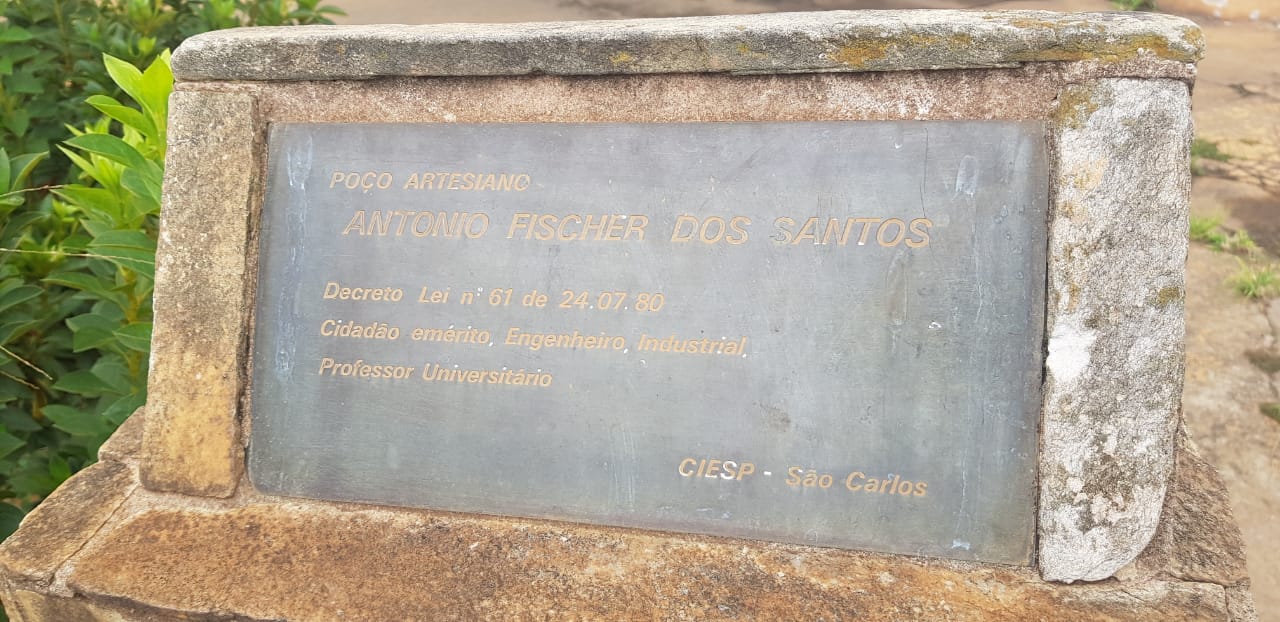 POÇO ARTESIANO
ANTONIO FISCHER DOS SANTOS
Decreto Lei nº 61 de 24.07.80
Cidadão emérito, Engenheiro, Industrial,
Professor Universitário
CIESP - São Carlos